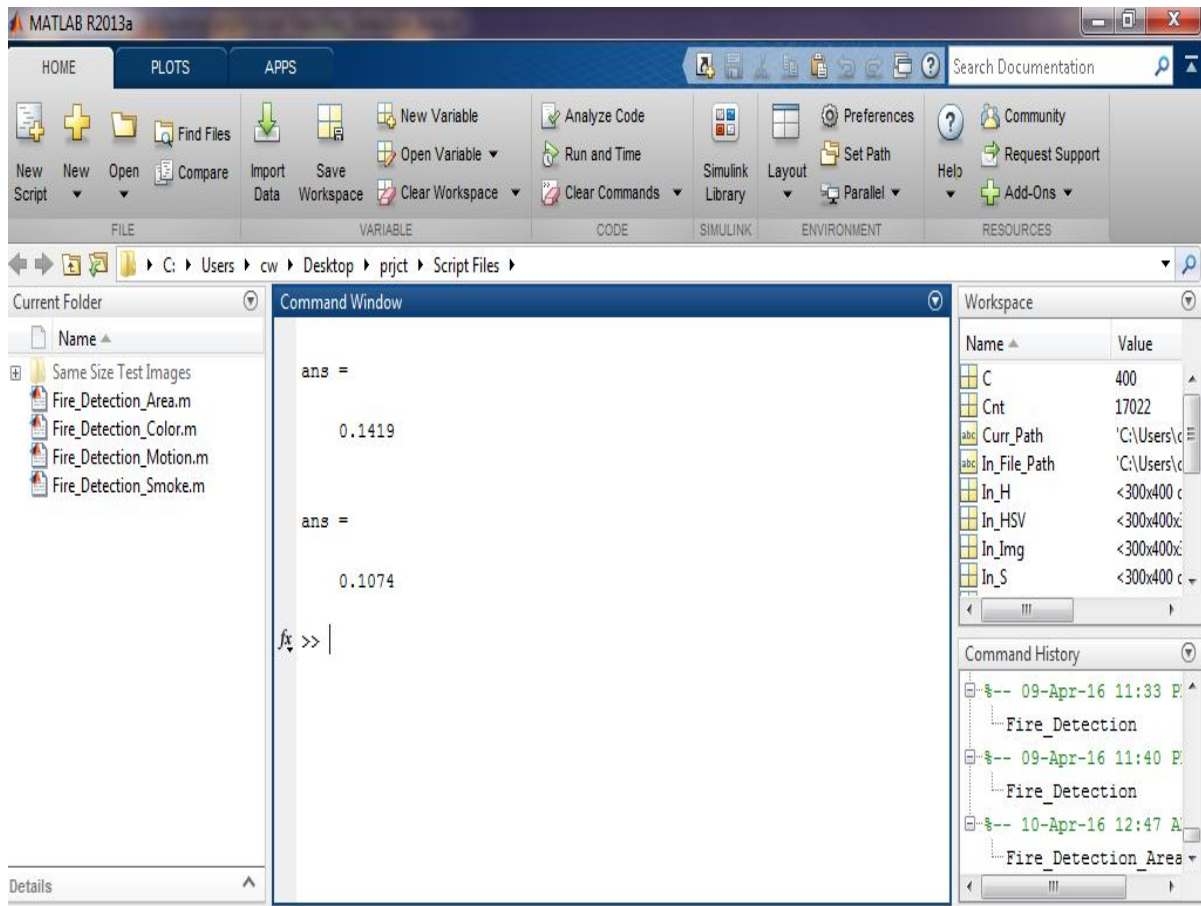 MATLAB R2013a
HOME PLOTS APPS
Search Documentation
New Script
New
Open
Find Files
Compare
FILE
Import Data
Save Workspace
New Variable
Open Variable
Clear Workspace
VARIABLE
Analyze Code
Run and Time
Clear Commands
CODE
Simulink Library
SIMULINK
Layout
Preferences
Set Path
Parallel
ENVIRONMENT
Help
Community
Request Support
Add-Ons
RESOURCES
C: Users cw Desktop prjct Script Files
Current Folder
Name
Same Size Test Images
Fire_Detection_Area.m
Fire_Detection_Color.m
Fire_Detection_Motion.m
Fire_Detection_Smoke.m
Details
Command Window
ans =
0.1419
ans =
0.1074
fx >>
Workspace
Name Value
C 400
Cnt 17022
abc Curr_Path 'C:\Users\c
abc In_File_Path 'C:\Users\c
In_H <300x400 c
In_HSV <300x400x
In_Img <300x400x
In_S <300x400 c
Command History
%-- 09-Apr-16 11:33 P
Fire_Detection
%-- 09-Apr-16 11:40 P
Fire_Detection
%-- 10-Apr-16 12:47 A
Fire_Detection_Area